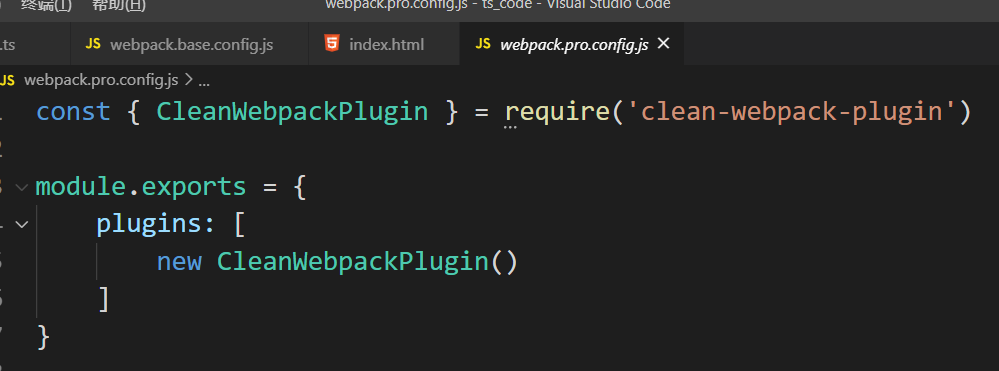 终端(T) 帮助(H) webpack.pro.config.js - ts_code - Visual Studio Code
.ts JS webpack.base.config.js index.html JS webpack.pro.config.js
JS webpack.pro.config.js > ...
const { CleanWebpackPlugin } = require('clean-webpack-plugin')
2
module.exports = {
plugins: [
new CleanWebpackPlugin()
]
}